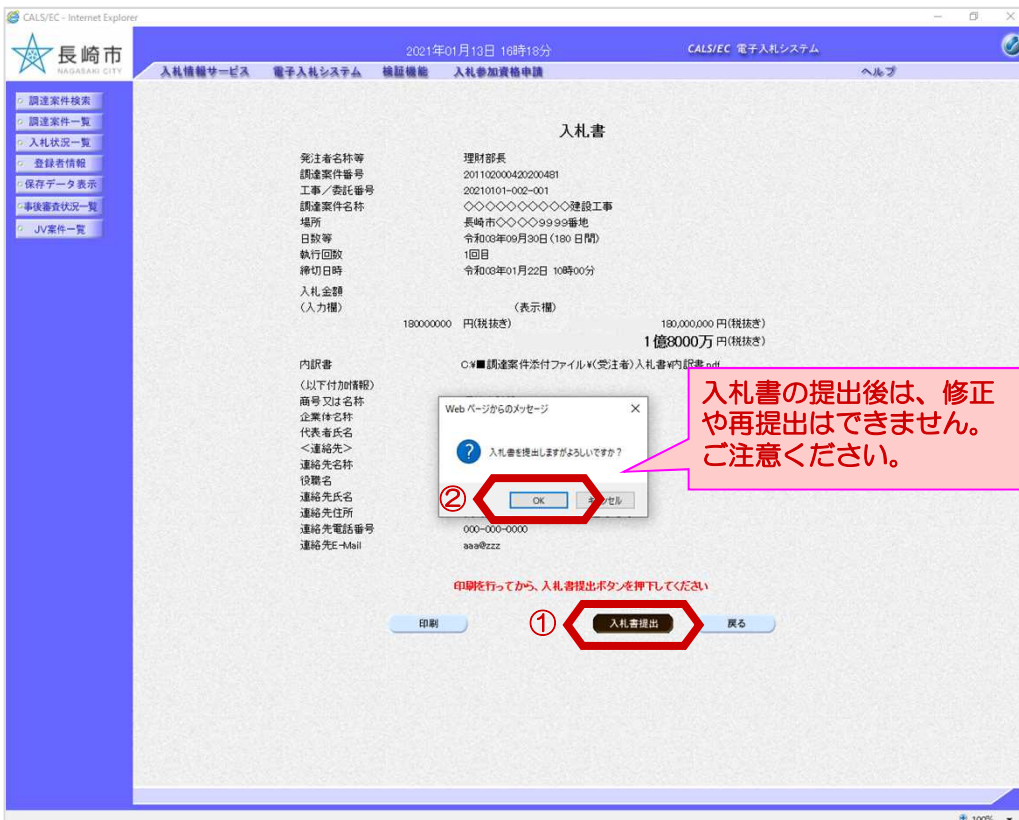 CALS/EC - Internet Explorer
長崎市
NAGASAKI CITY
2021年01月13日 16時18分
CALS/EC 電子入札システム
入札情報サービス 電子入札システム 検証機能 入札参加資格申請 ヘルプ
調達案件検索
調達案件一覧
入札状況一覧
登録者情報
保存データ表示
事後審査状況一覧
JV案件一覧
入札書
発注者名称等 理財部長
調達案件番号 201102000420200481
工事/委託番号 20210101-002-001
調達案件名称 ◇◇◇◇◇◇◇◇◇◇建設工事
場所 長崎市◇◇◇◇9999番地
日数等 令和03年09月30日(180 日間)
執行回数 1回目
締切日時 令和03年01月22日 10時00分
入札金額
(入力欄) (表示欄)
180000000 円(税抜き) 180,000,000 円(税抜き)
1億8000万 円(税抜き)
内訳書 C:¥■調達案件添付ファイル¥(受注者)入札書¥内訳書.pdf
(以下付加情報)
商号又は名称
企業体名称
代表者氏名
<連絡先>
連絡先名称
役職名
連絡先氏名
連絡先住所
連絡先電話番号 000-000-0000
連絡先E-Mail aaa@zzz
Web ページからのメッセージ
入札書を提出しますがよろしいですか?
② OK キャンセル
入札書の提出後は、修正
や再提出はできません。
ご注意ください。
印刷を行ってから、入札書提出ボタンを押下してください
印刷 ① 入札書提出 戻る
100%